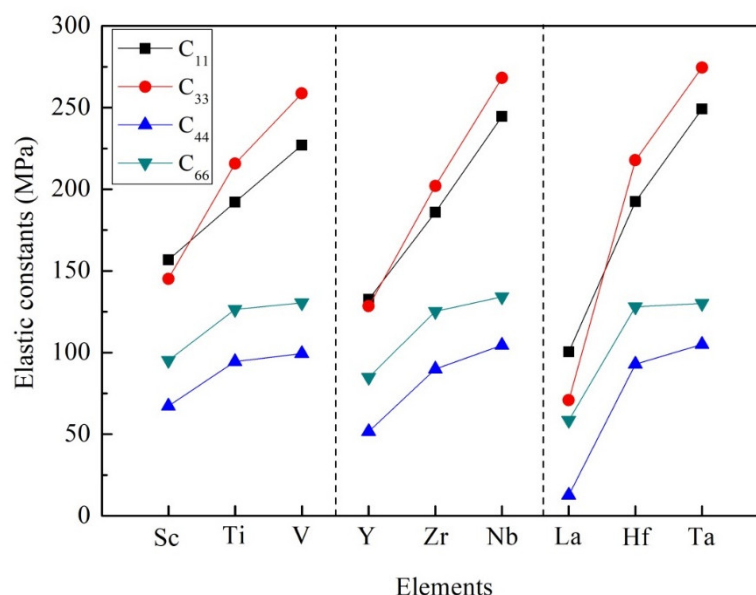 300
250
200
150
100
50
0
Elastic constants (MPa)
C₁₁
C₃₃
C₄₄
C₆₆
Sc Ti V Y Zr Nb La Hf Ta
Elements